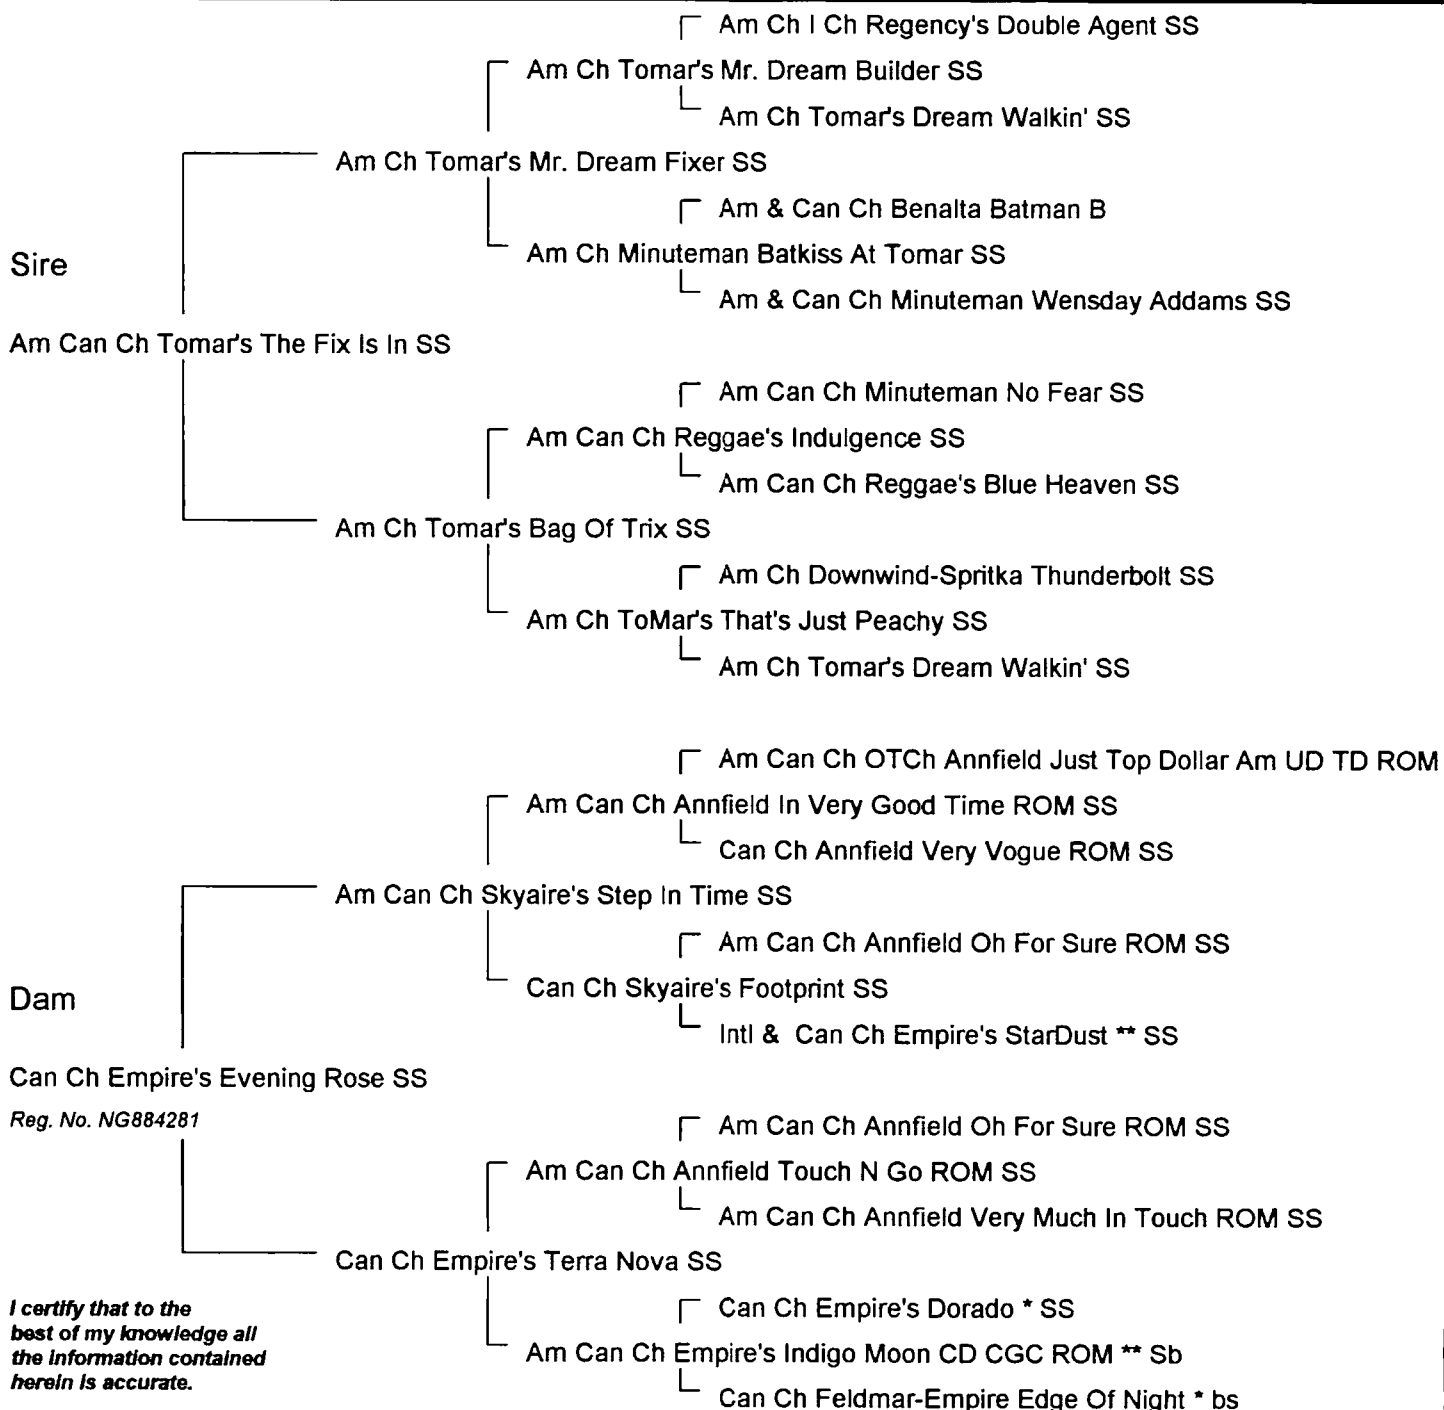 Am Ch I Ch Regency's Double Agent SS
Am Ch Tomar's Mr. Dream Builder SS
Am Ch Tomar's Dream Walkin' SS
Am Ch Tomar's Mr. Dream Fixer SS
Am & Can Ch Benalta Batman B
Am Ch Minuteman Batkiss At Tomar SS
Sire
Am & Can Ch Minuteman Wensday Addams SS
Am Can Ch Tomar's The Fix Is In SS
Am Can Ch Minuteman No Fear SS
Am Can Ch Reggae's Indulgence SS
Am Can Ch Reggae's Blue Heaven SS
Am Ch Tomar's Bag Of Trix SS
Am Ch Downwind-Spritka Thunderbolt SS
Am Ch ToMar's That's Just Peachy SS
Am Ch Tomar's Dream Walkin' SS
Am Can Ch OTCh Annfield Just Top Dollar Am UD TD ROM
Am Can Ch Annfield In Very Good Time ROM SS
Can Ch Annfield Very Vogue ROM SS
Am Can Ch Skyaire's Step In Time SS
Am Can Ch Annfield Oh For Sure ROM SS
Can Ch Skyaire's Footprint SS
Dam
Intl & Can Ch Empire's StarDust ** SS
Can Ch Empire's Evening Rose SS
Reg. No. NG884281
Am Can Ch Annfield Oh For Sure ROM SS
Am Can Ch Annfield Touch N Go ROM SS
Am Can Ch Annfield Very Much In Touch ROM SS
Can Ch Empire's Terra Nova SS
Can Ch Empire's Dorado * SS
Am Can Ch Empire's Indigo Moon CD CGC ROM ** Sb
Can Ch Feldmar-Empire Edge Of Night * bs
I certify that to the
best of my knowledge all
the information contained
herein is accurate.